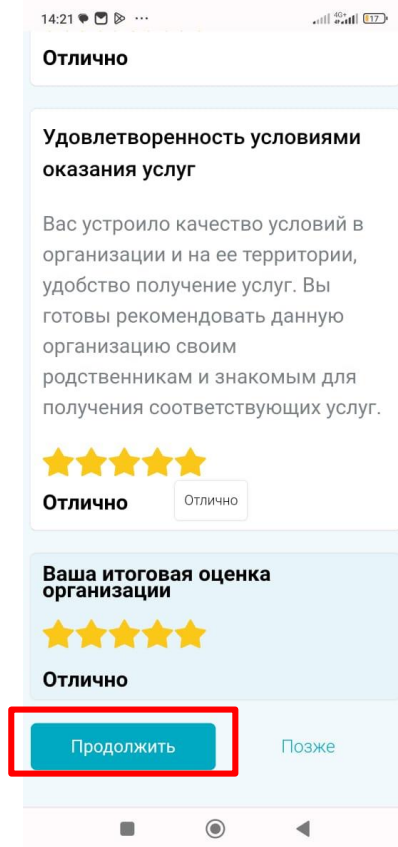 14:21
4G+
17
Отлично
Удовлетворенность условиями
оказания услуг
Вас устроило качество условий в
организации и на ее территории,
удобство получение услуг. Вы
готовы рекомендовать данную
организацию своим
родственникам и знакомым для
получения соответствующих услуг.
Отлично
Отлично
Ваша итоговая оценка
организации
Отлично
Продолжить
Позже